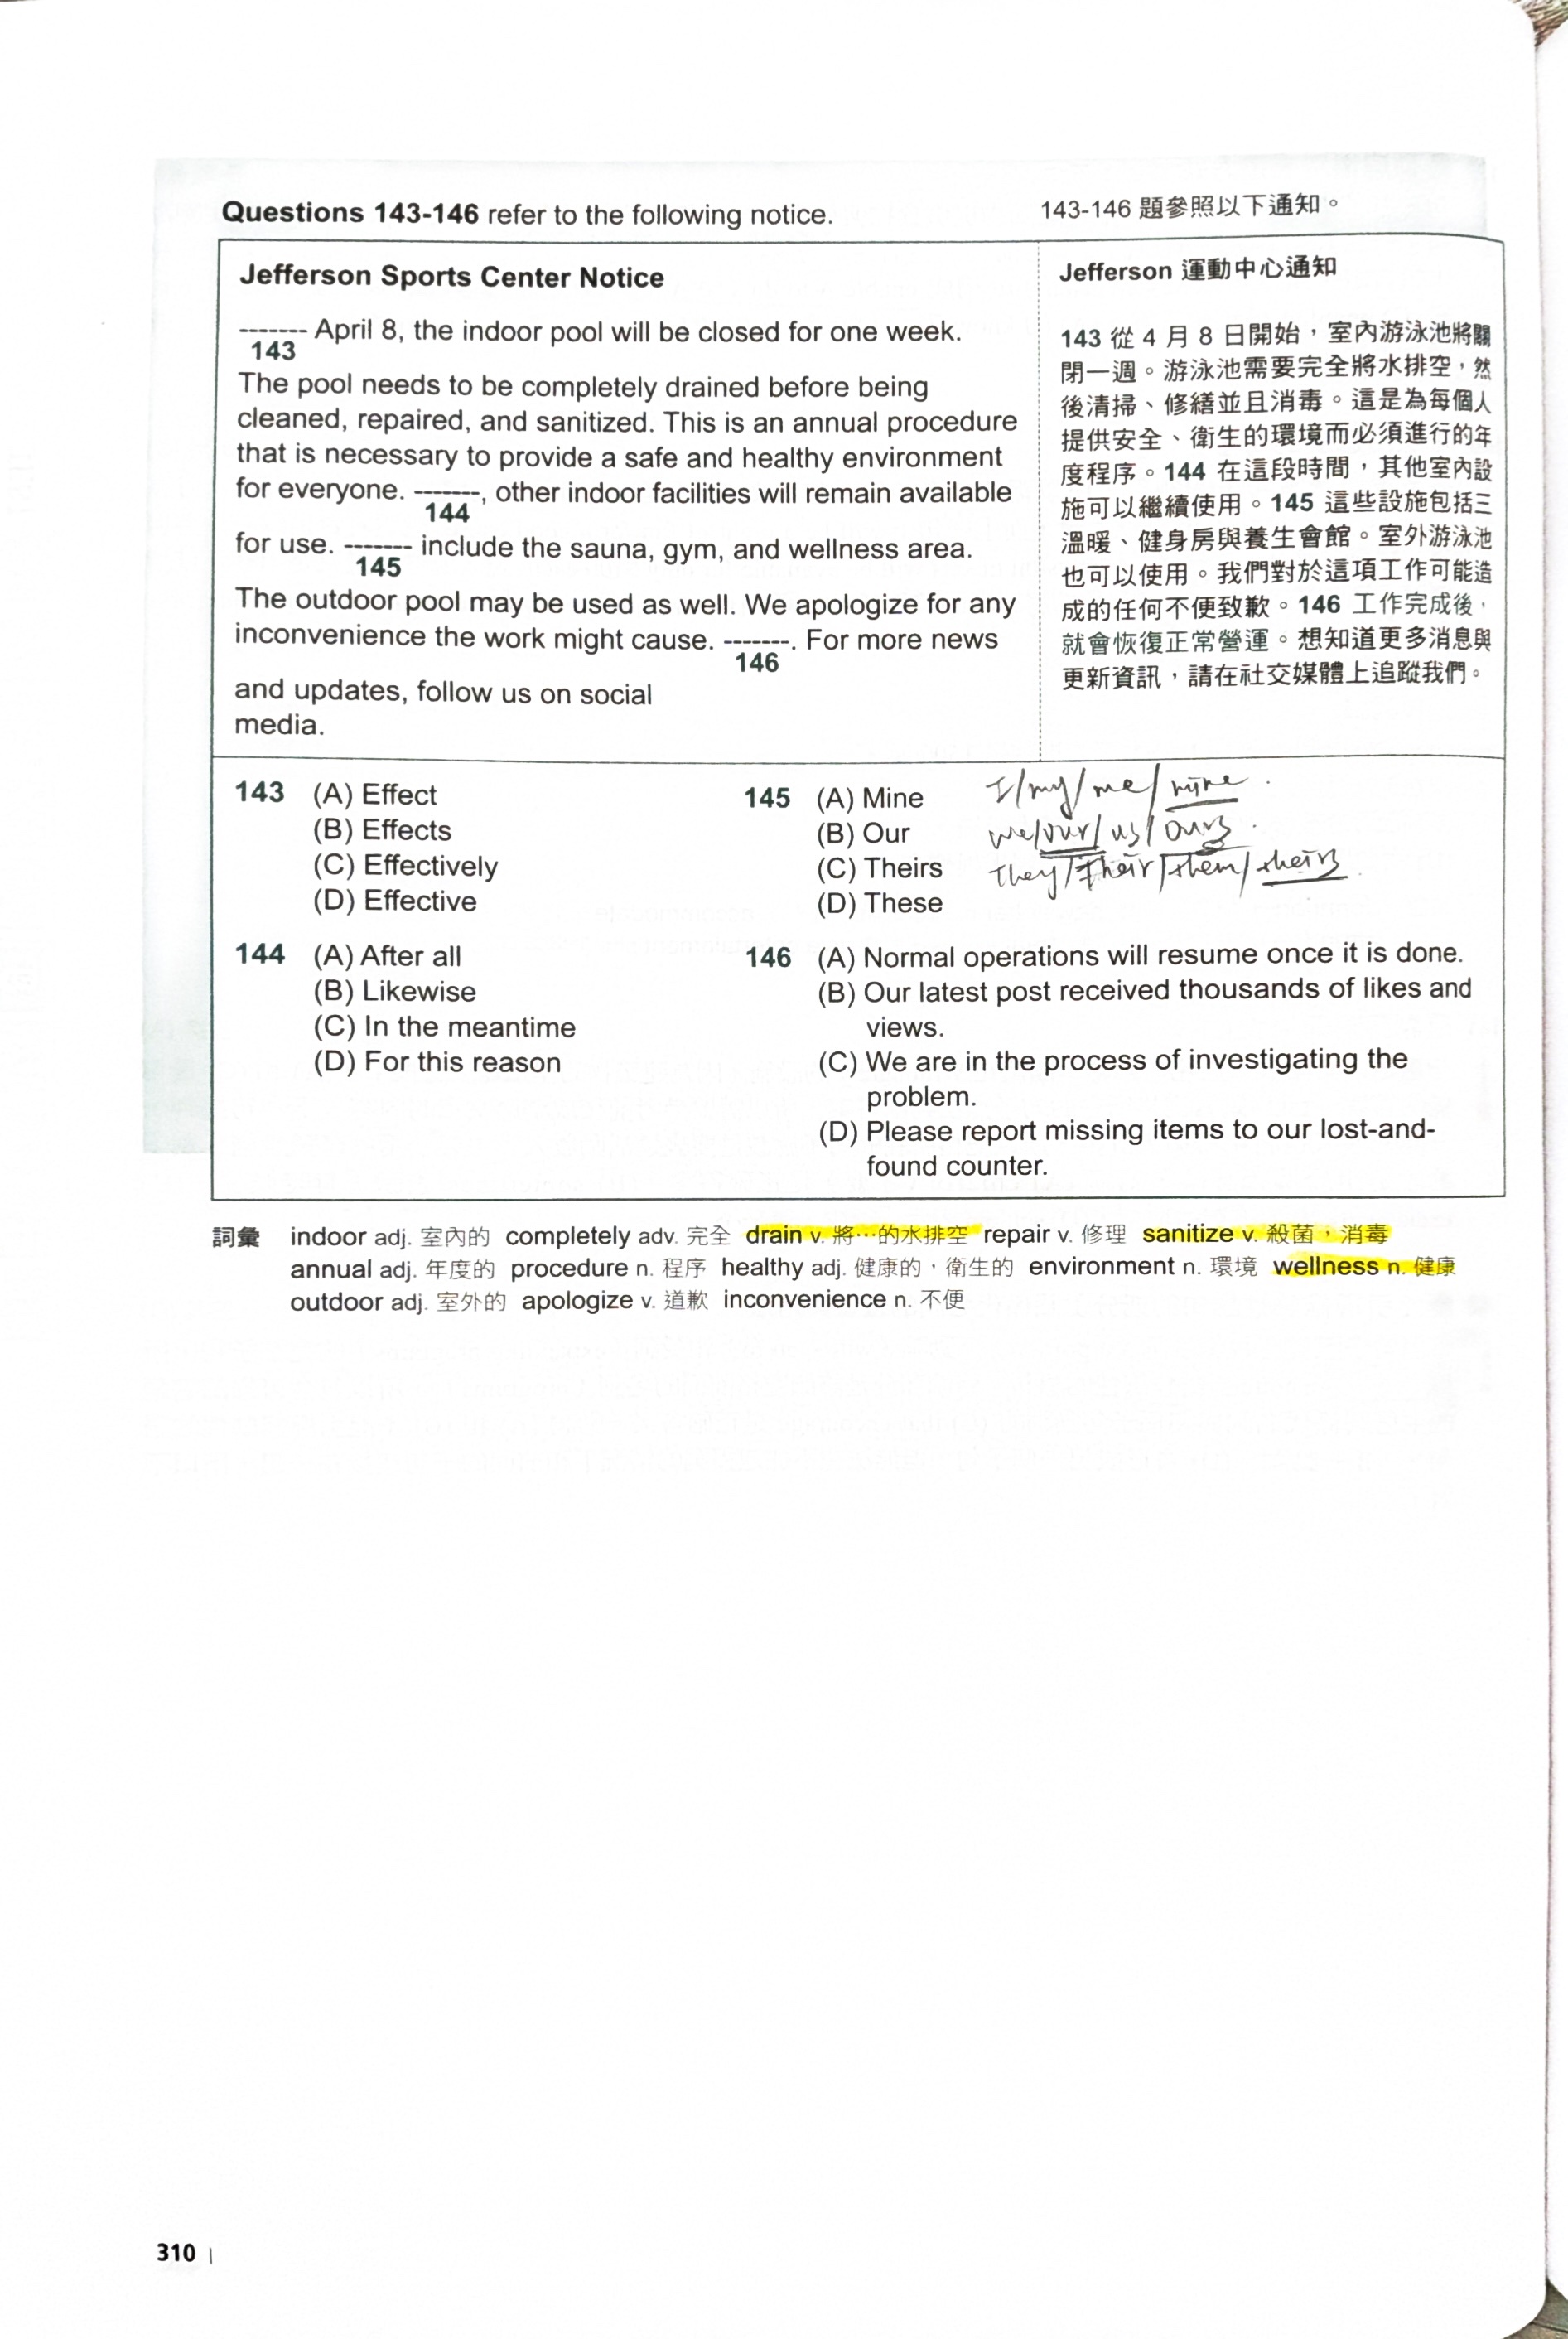 Questions 143-146 refer to the following notice.
143-146 題參照以下通知。
Jefferson Sports Center Notice
------- April 8, the indoor pool will be closed for one week.
143
The pool needs to be completely drained before being
cleaned, repaired, and sanitized. This is an annual procedure
that is necessary to provide a safe and healthy environment
for everyone. -------, other indoor facilities will remain available
144
for use. ------- include the sauna, gym, and wellness area.
145
The outdoor pool may be used as well. We apologize for any
inconvenience the work might cause. -------. For more news
146
and updates, follow us on social
media.
Jefferson 運動中心通知
143 從 4 月 8 日開始，室內游泳池將關
閉一週。游泳池需要完全將水排空，然
後清掃、修繕並且消毒。這是為每個人
提供安全、衛生的環境而必須進行的年
度程序。144 在這段時間，其他室內設
施可以繼續使用。145 這些設施包括三
溫暖、健身房與養生會館。室外游泳池
也可以使用。我們對於這項工作可能造
成的任何不便致歉。146 工作完成後，
就會恢復正常營運。想知道更多消息與
更新資訊，請在社交媒體上追蹤我們。
143 (A) Effect
(B) Effects
(C) Effectively
(D) Effective
144 (A) After all
(B) Likewise
(C) In the meantime
(D) For this reason
145 (A) Mine
(B) Our
(C) Theirs
(D) These
I/my/me/mine.
we/our/us/ours.
They/their/them/theirs.
146 (A) Normal operations will resume once it is done.
(B) Our latest post received thousands of likes and
views.
(C) We are in the process of investigating the
problem.
(D) Please report missing items to our lost-and-
found counter.
詞彙 indoor adj. 室內的 completely adv. 完全 drain v. 將…的水排空 repair v. 修理 sanitize v. 殺菌，消毒
annual adj. 年度的 procedure n. 程序 healthy adj. 健康的，衛生的 environment n. 環境 wellness n. 健康
outdoor adj. 室外的 apologize v. 道歉 inconvenience n. 不便
310